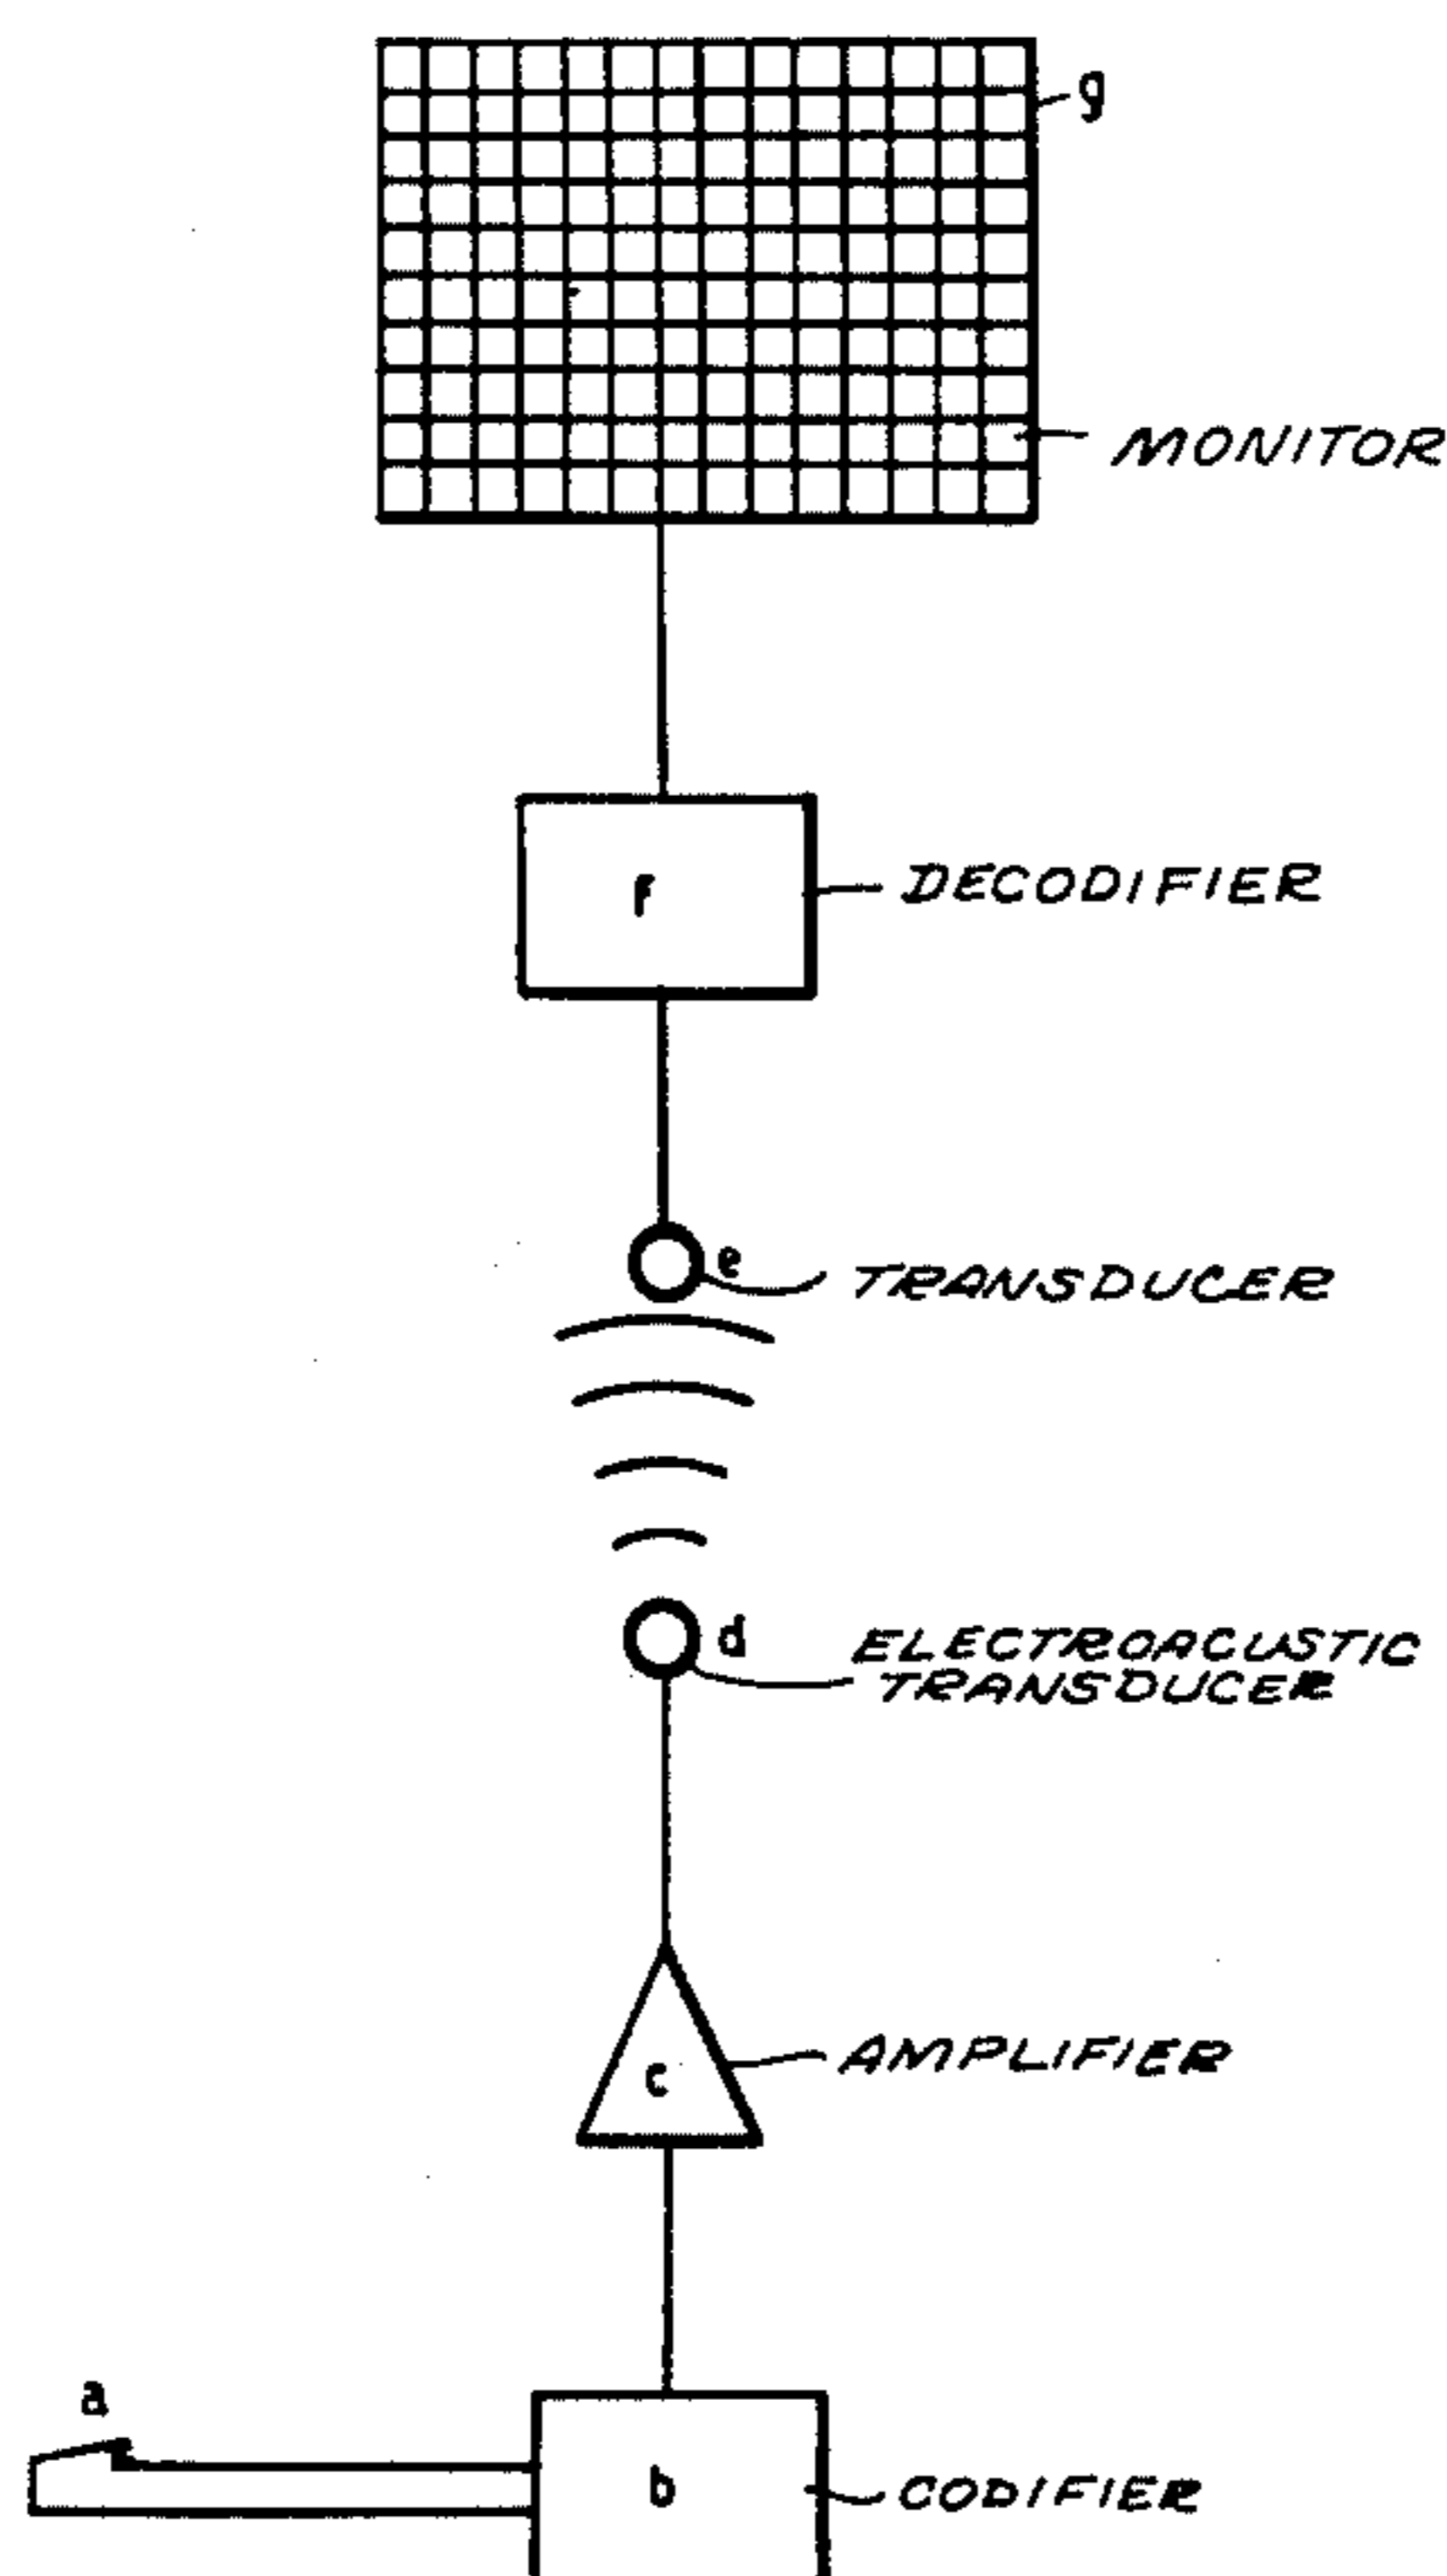 g
MONITOR
f
DECODIFIER
e
TRANSDUCER
d
ELECTROACUSTIC
TRANSDUCER
c
AMPLIFIER
a
b
CODIFIER